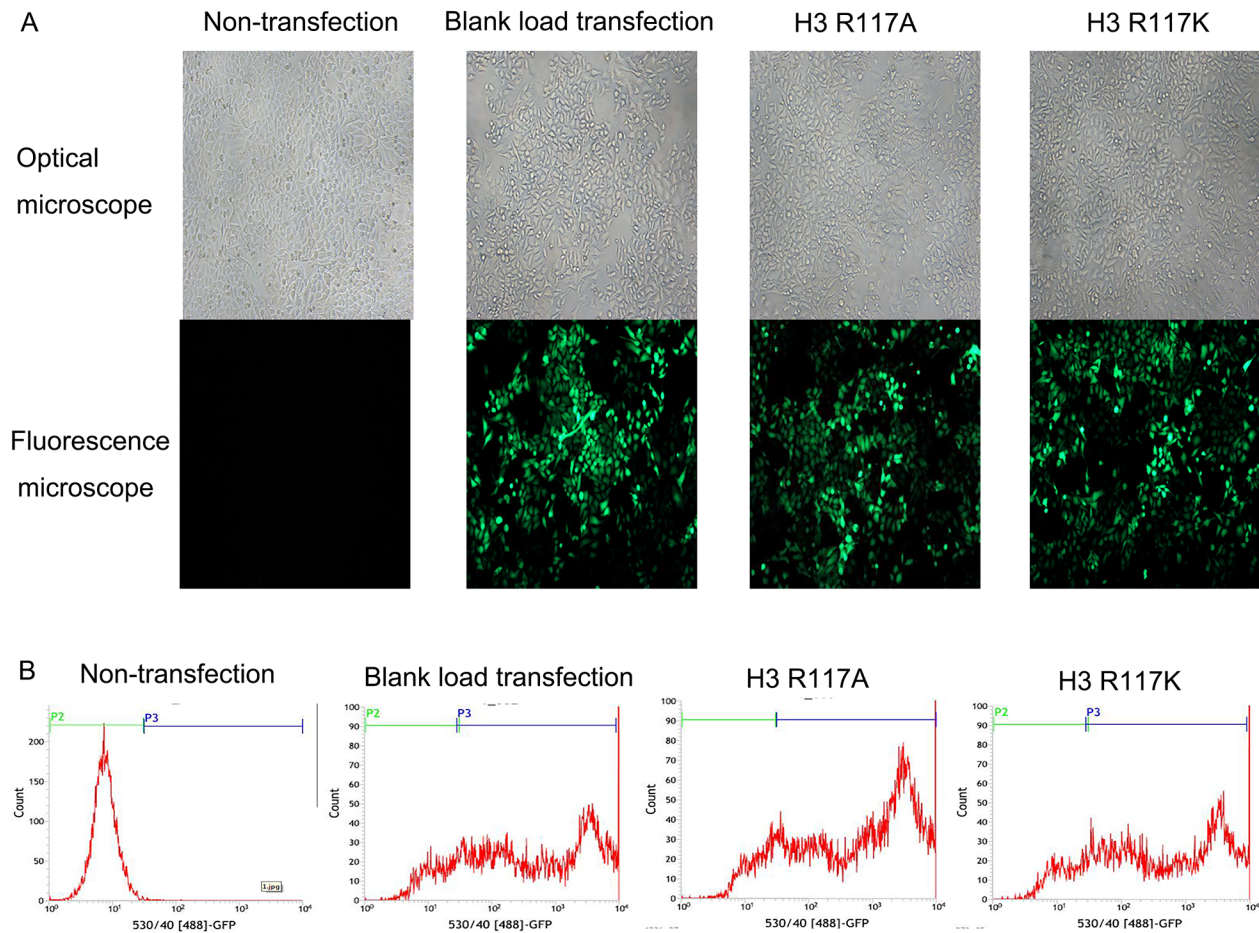 A
Non-transfection
Blank load transfection
H3 R117A
H3 R117K
Optical
microscope
Fluorescence
microscope
B
Non-transfection
Blank load transfection
H3 R117A
H3 R117K
P2
P3
200
150
100
50
0
Count
10⁰
10¹
10²
10³
10⁴
1.jpg
530/40 [488]-GFP
P2
P3
100
90
80
70
60
50
40
30
20
10
0
Count
10⁰
10¹
10²
10³
10⁴
530/40 [488]-GFP
100
90
80
70
60
50
40
30
20
10
0
Count
10⁰
10¹
10²
10³
10⁴
530/40 [488]-GFP
P2
P3
100
90
80
70
60
50
40
30
20
10
0
Count
10⁰
10¹
10²
10³
10⁴
530/40 [488]-GFP